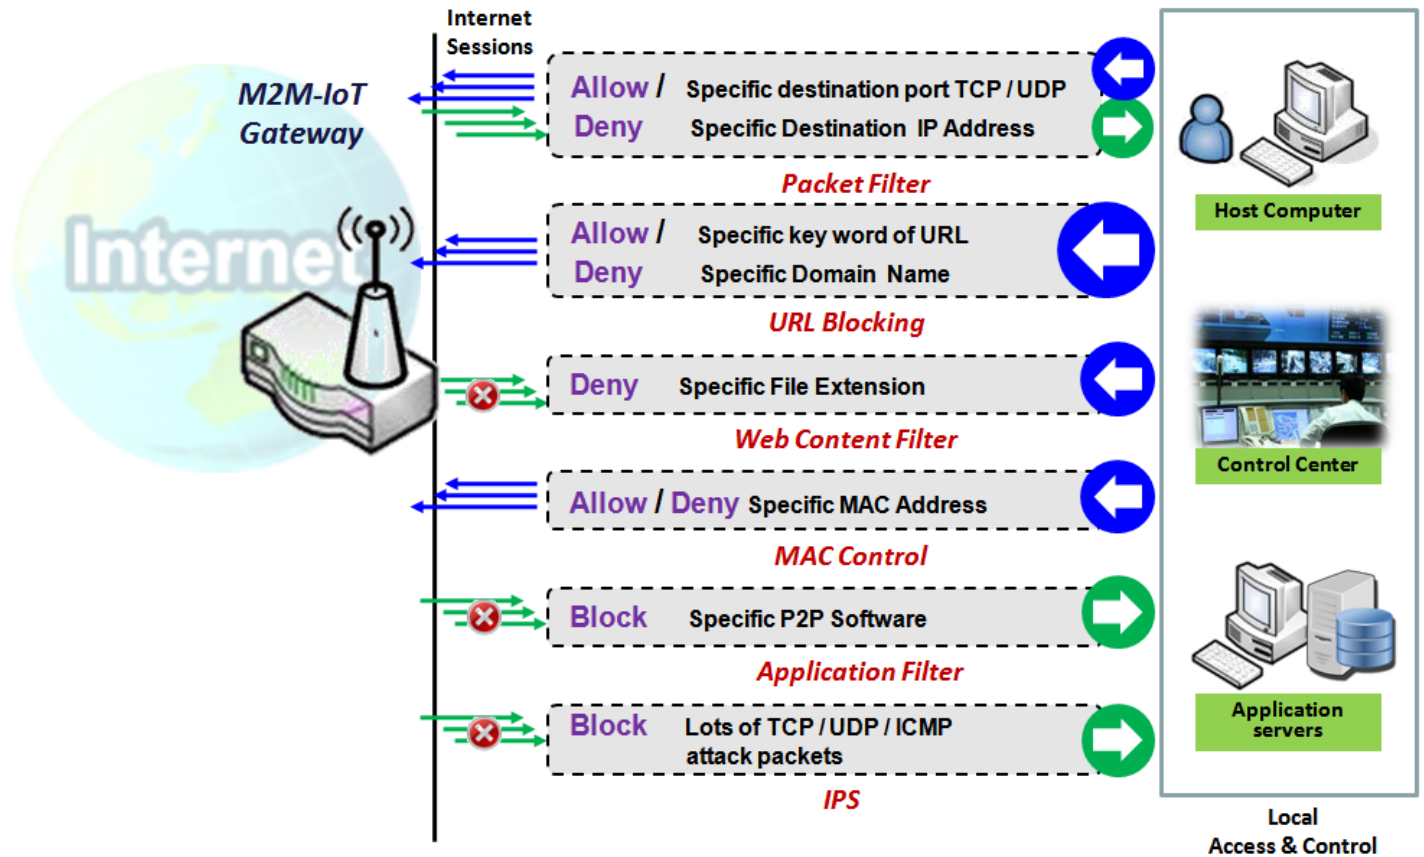 Internet
Sessions
M2M-IoT
Gateway
Internet
Allow / Specific destination port TCP / UDP
Deny Specific Destination IP Address
Packet Filter
Allow / Specific key word of URL
Deny Specific Domain Name
URL Blocking
Deny Specific File Extension
Web Content Filter
Allow / Deny Specific MAC Address
MAC Control
Block Specific P2P Software
Application Filter
Block Lots of TCP / UDP / ICMP
attack packets
IPS
Host Computer
Control Center
Application
servers
Local
Access & Control